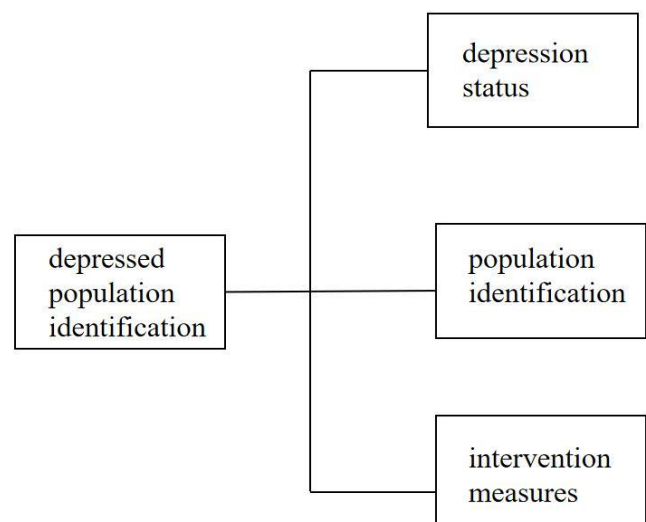 depression
status
depressed
population
identification
population
identification
intervention
measures